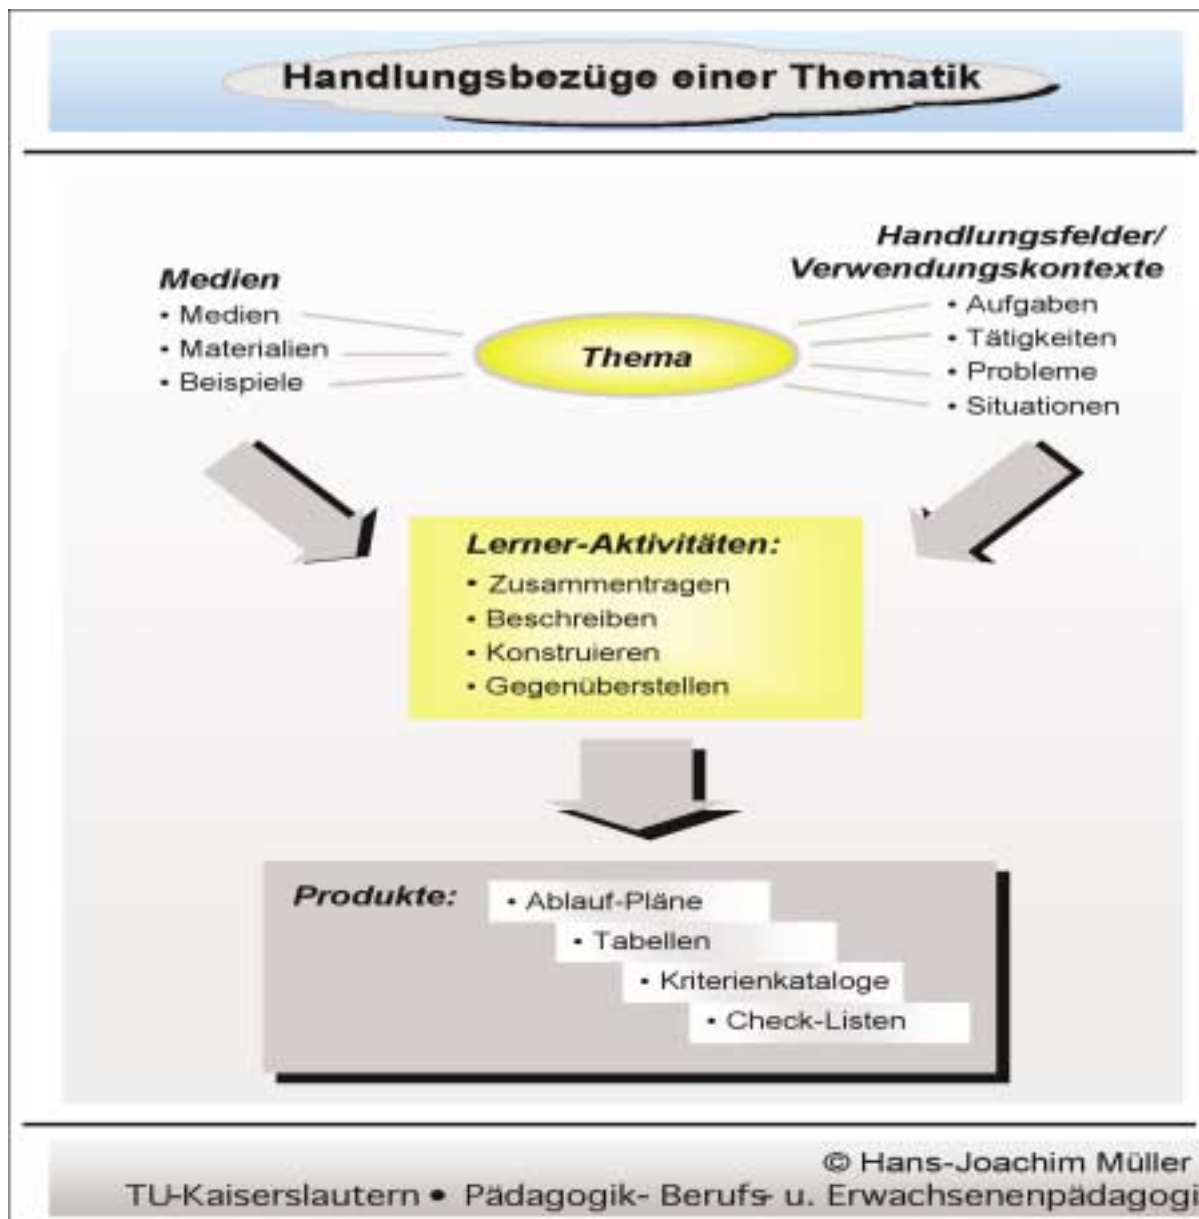 Handlungsbezüge einer Thematik
Medien
• Medien
• Materialien
• Beispiele
Thema
Handlungsfelder/
Verwendungskontexte
• Aufgaben
• Tätigkeiten
• Probleme
• Situationen
Lerner-Aktivitäten:
• Zusammentragen
• Beschreiben
• Konstruieren
• Gegenüberstellen
Produkte:
• Ablauf-Pläne
• Tabellen
• Kriterienkataloge
• Check-Listen
© Hans-Joachim Müller
TU-Kaiserslautern • Pädagogik- Berufs- u. Erwachsenenpädagogi